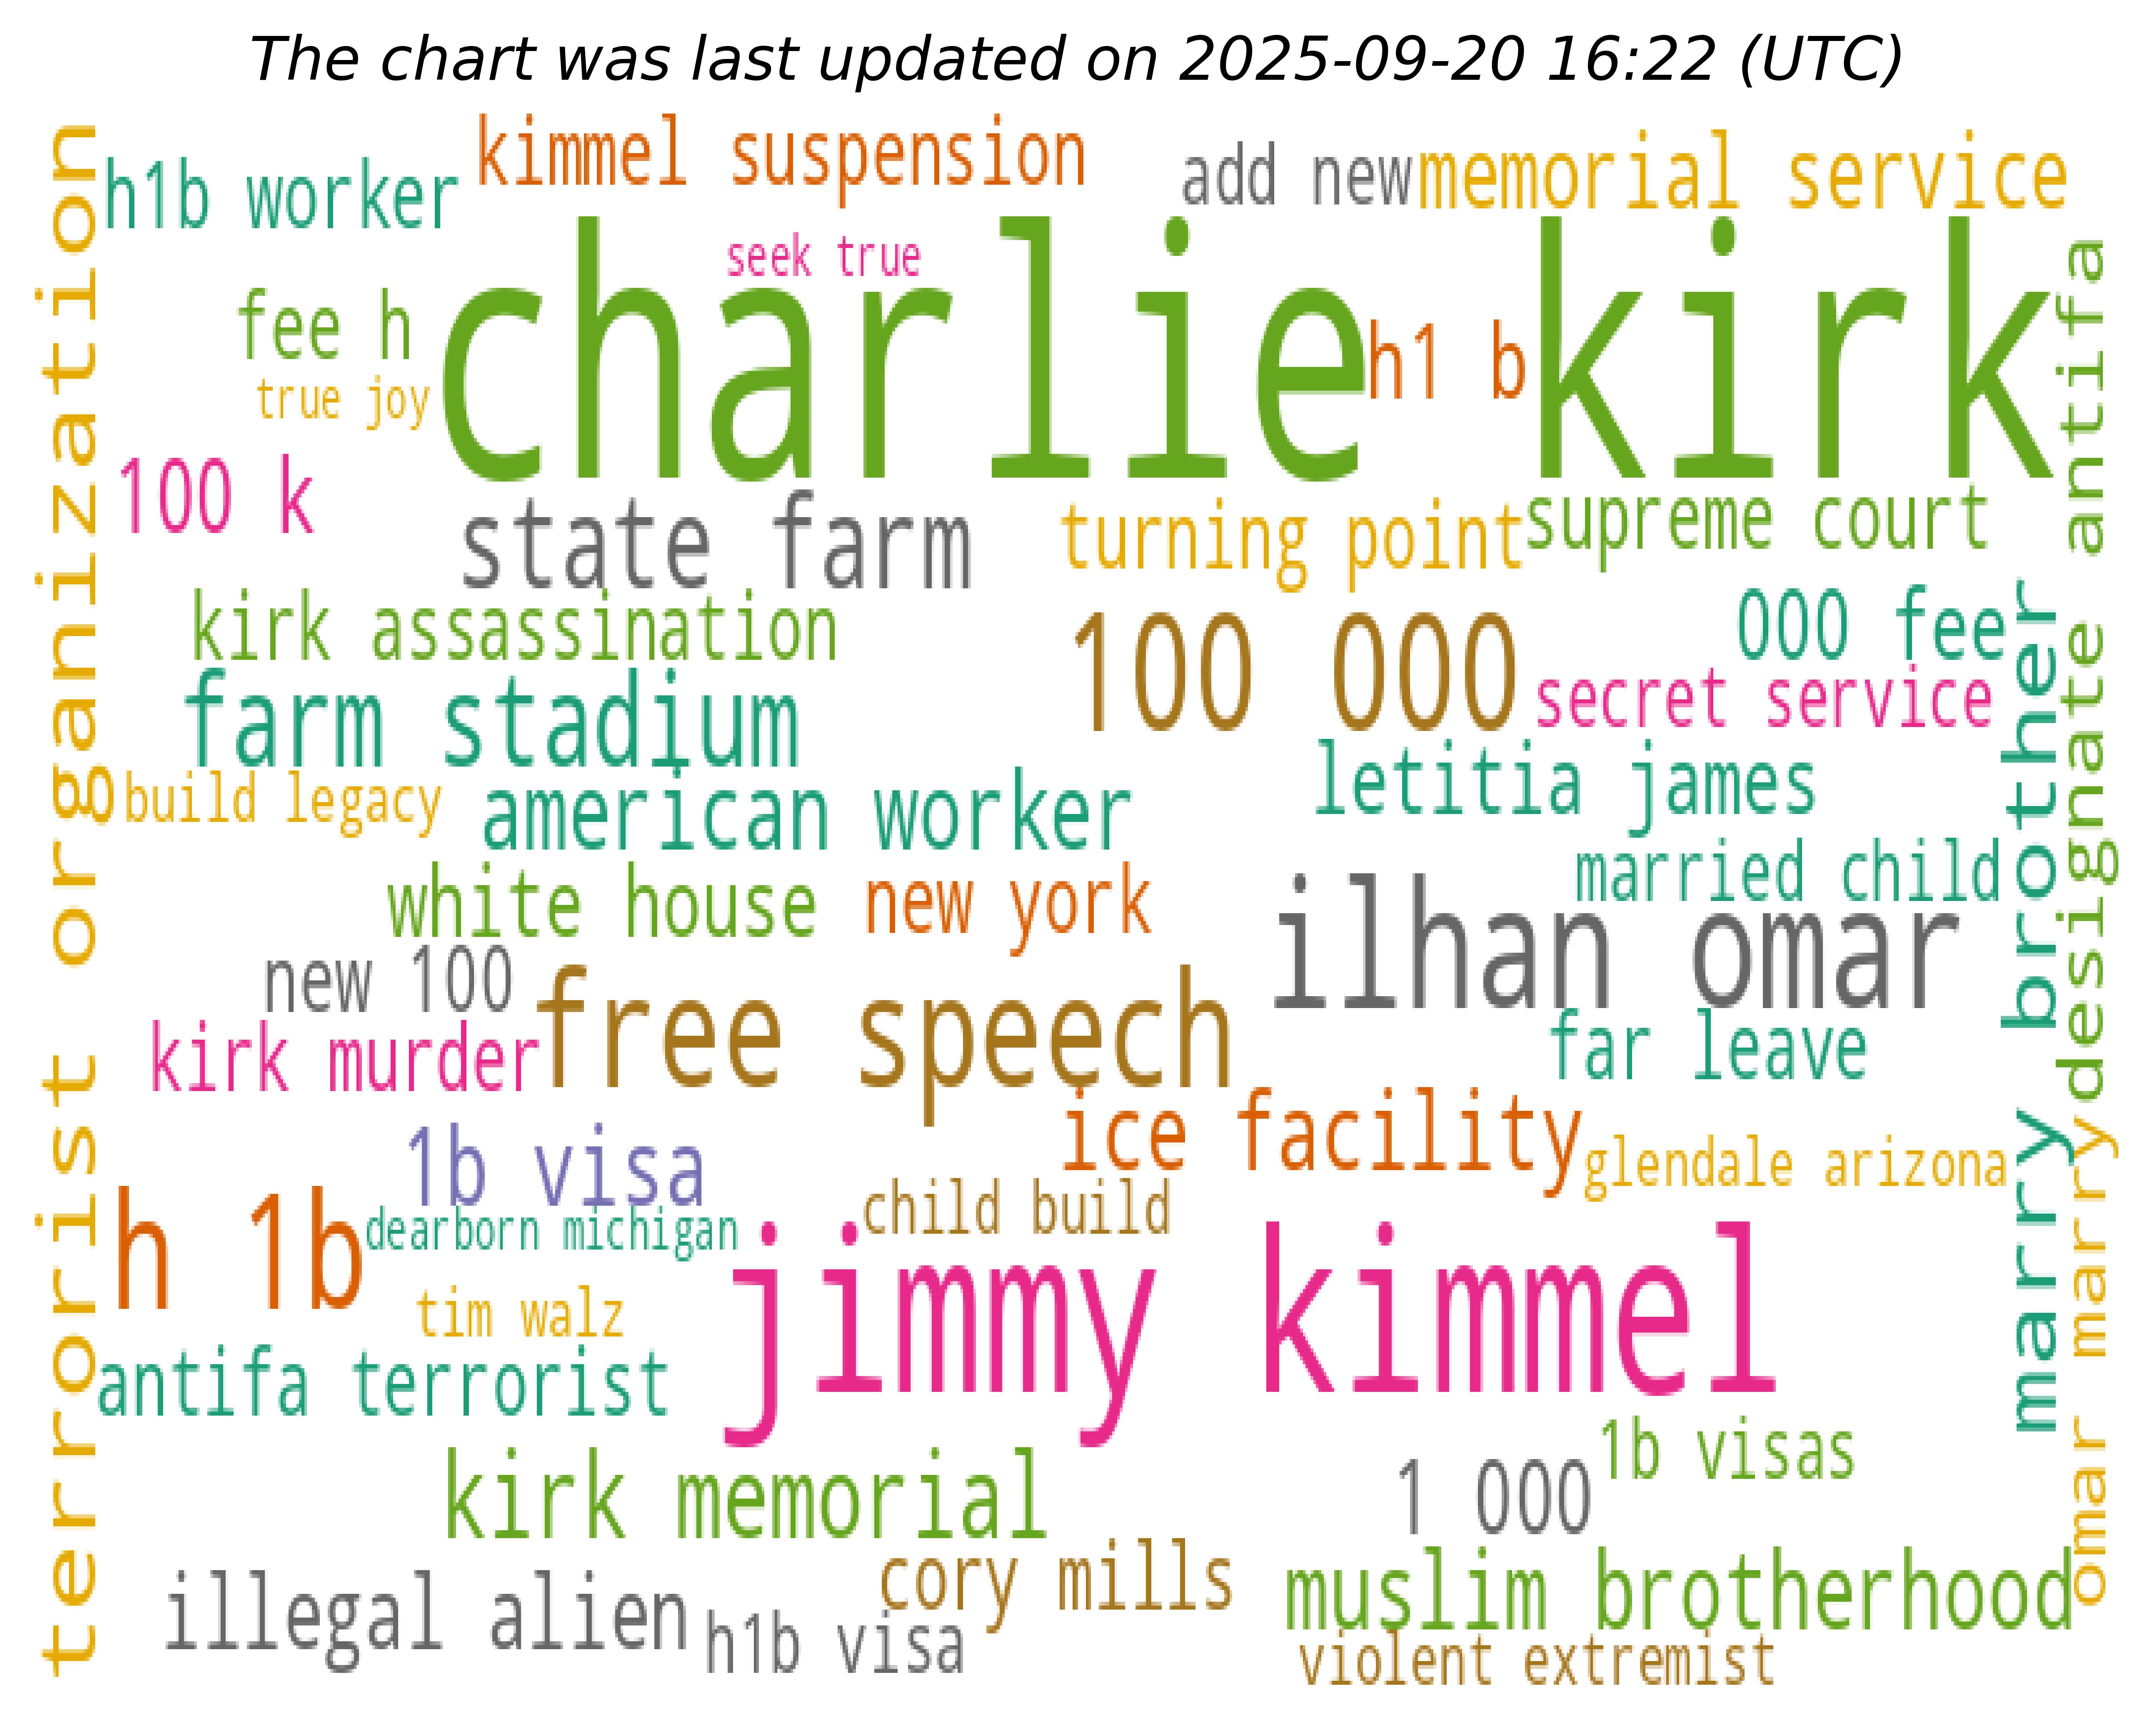 The chart was last updated on 2025-09-20 16:22 (UTC)
terrorist organization
h1b worker
kimmel suspension
add new
memorial service
seek true
charlie kirk
fee h
h1 b
true joy
designate antifa
100 k
state farm
turning point
supreme court
kirk assassination
100 000
000 fee
farm stadium
secret service
marry brother
build legacy
american worker
letitia james
married child
white house
new york
ilhan omar
new 100
free speech
far leave
kirk murder
ice facility
1b visa
glendale arizona
h 1b
dearborn michigan
child build
omar marry
tim walz
jimmy kimmel
antifa terrorist
1b visas
kirk memorial
1 000
cory mills
muslim brotherhood
illegal alien
h1b visa
violent extremist